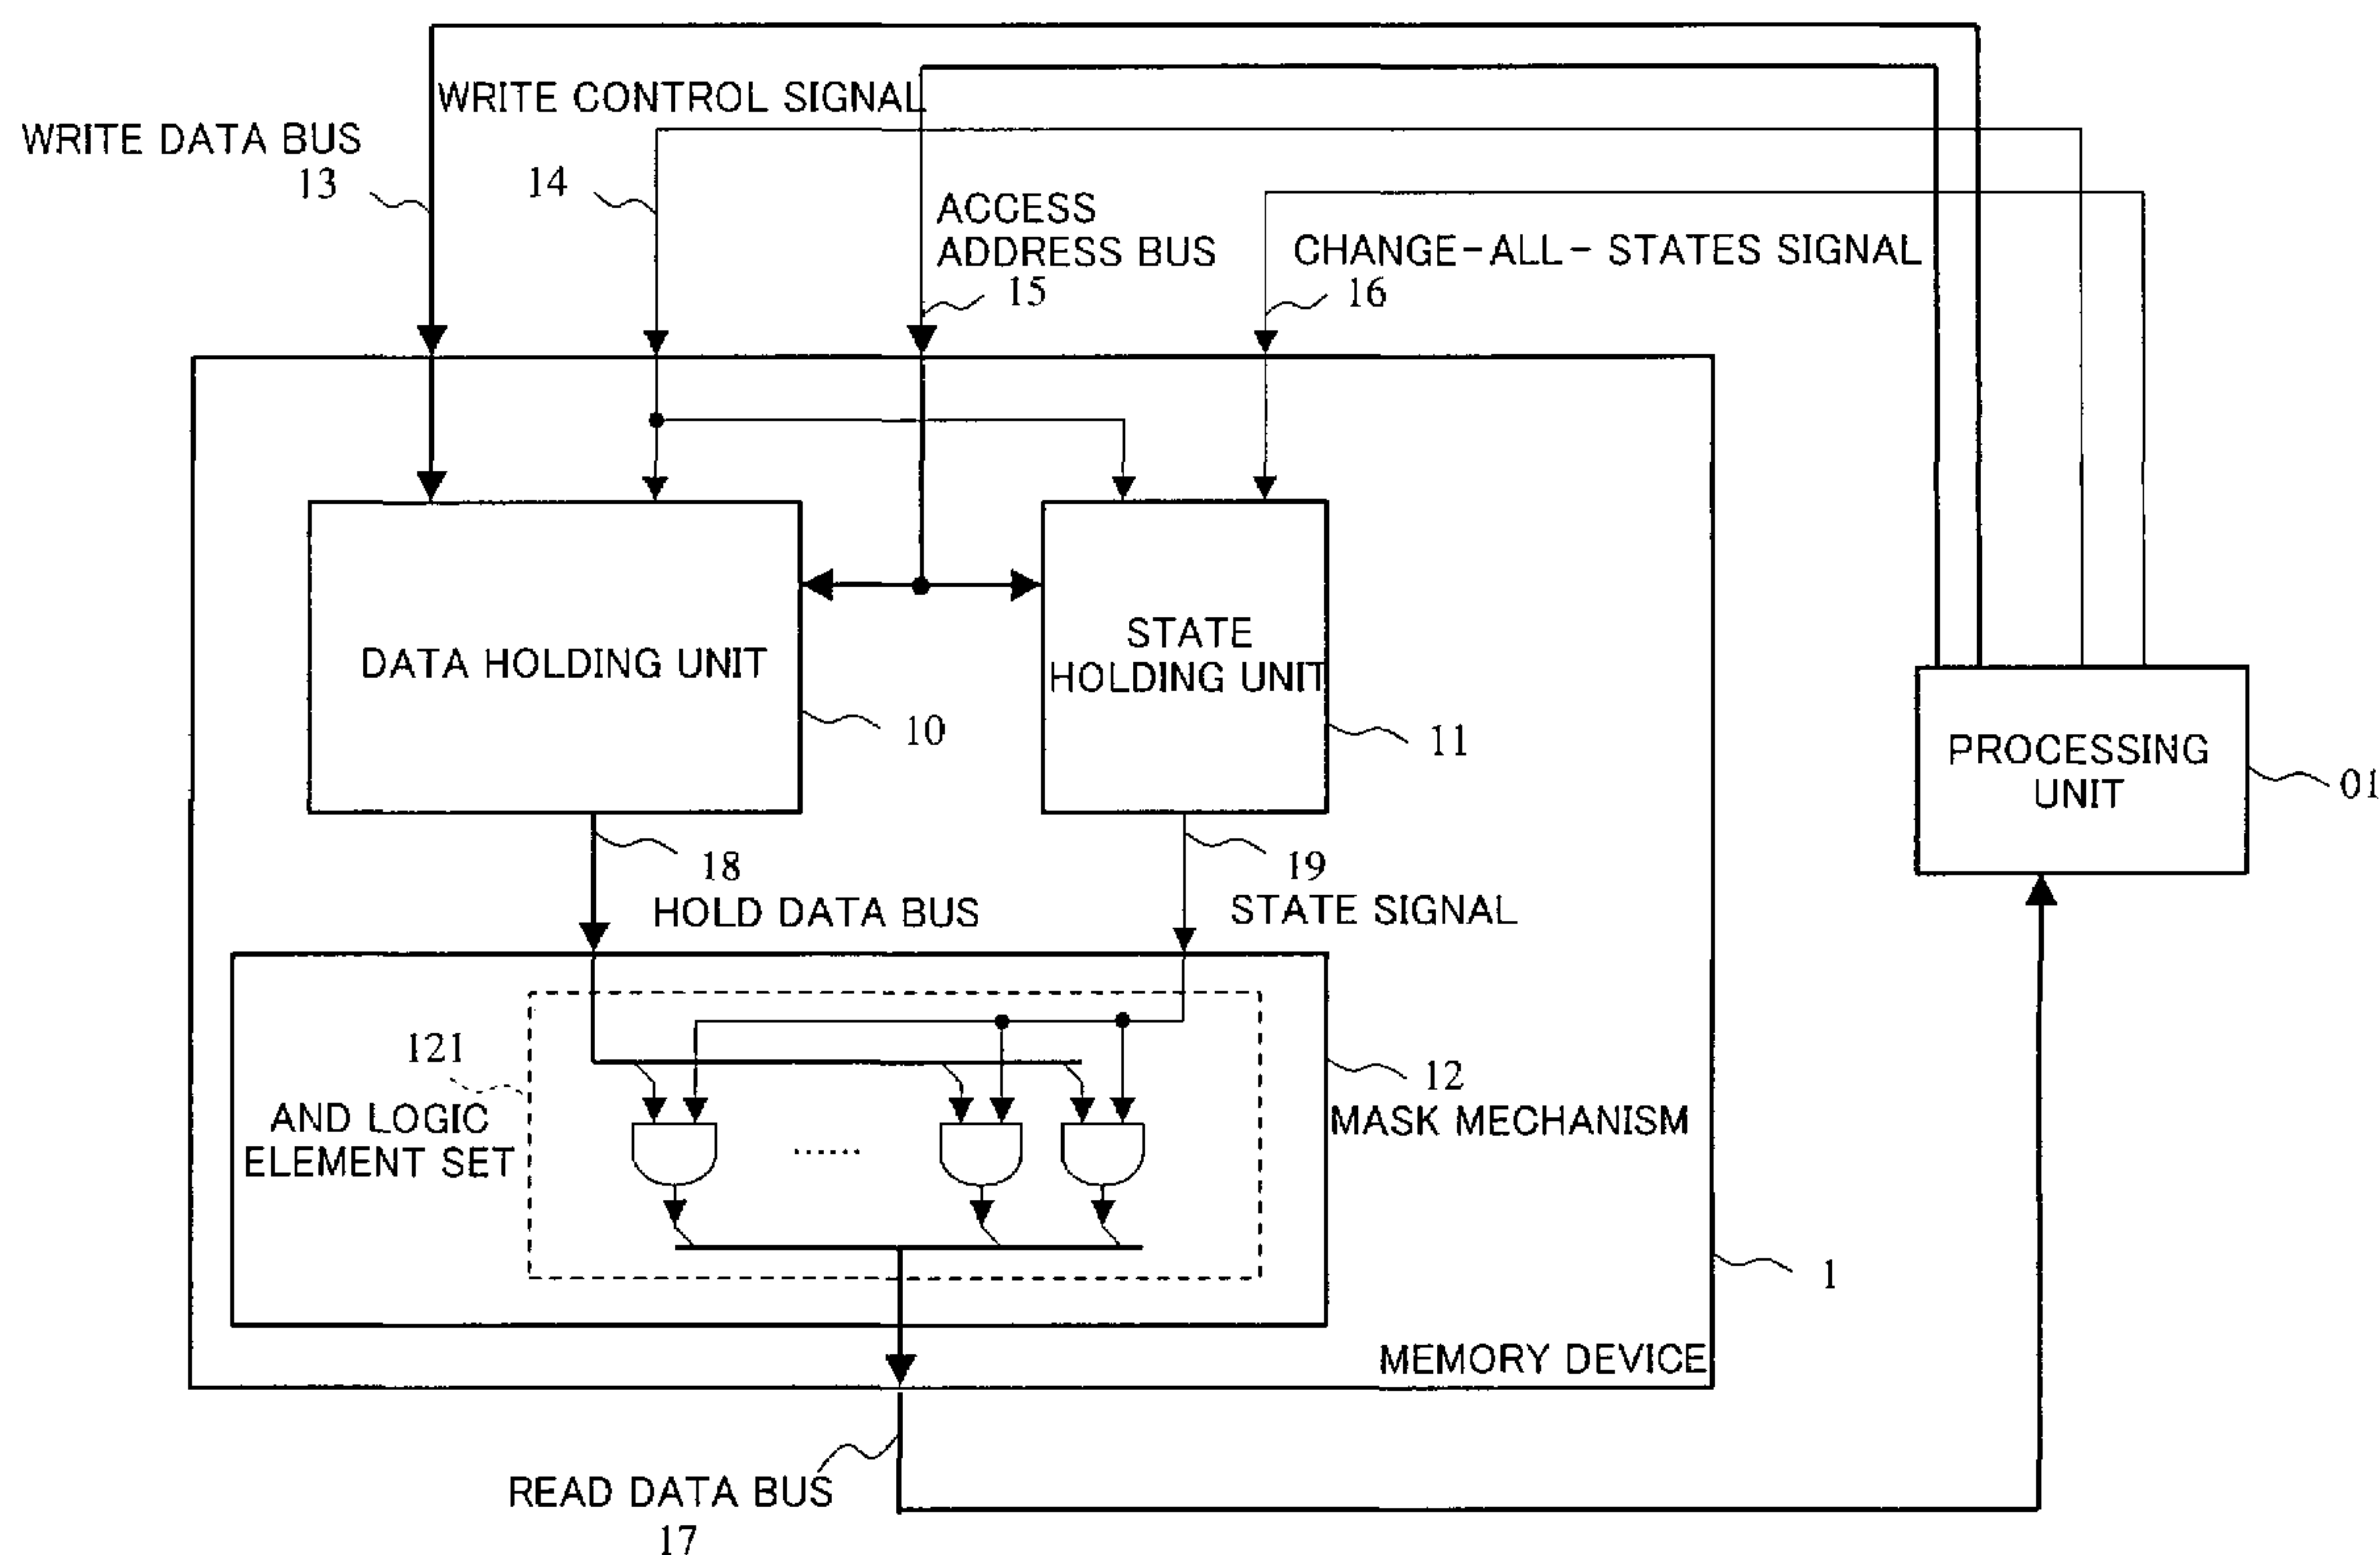 WRITE CONTROL SIGNAL
WRITE DATA BUS
13
14
ACCESS
ADDRESS BUS
15
CHANGE-ALL- STATES SIGNAL
16
DATA HOLDING UNIT
10
STATE
HOLDING UNIT
11
PROCESSING
UNIT
01
18
HOLD DATA BUS
19
STATE SIGNAL
121
AND LOGIC
ELEMENT SET
......
12
MASK MECHANISM
1
MEMORY DEVICE
READ DATA BUS
17